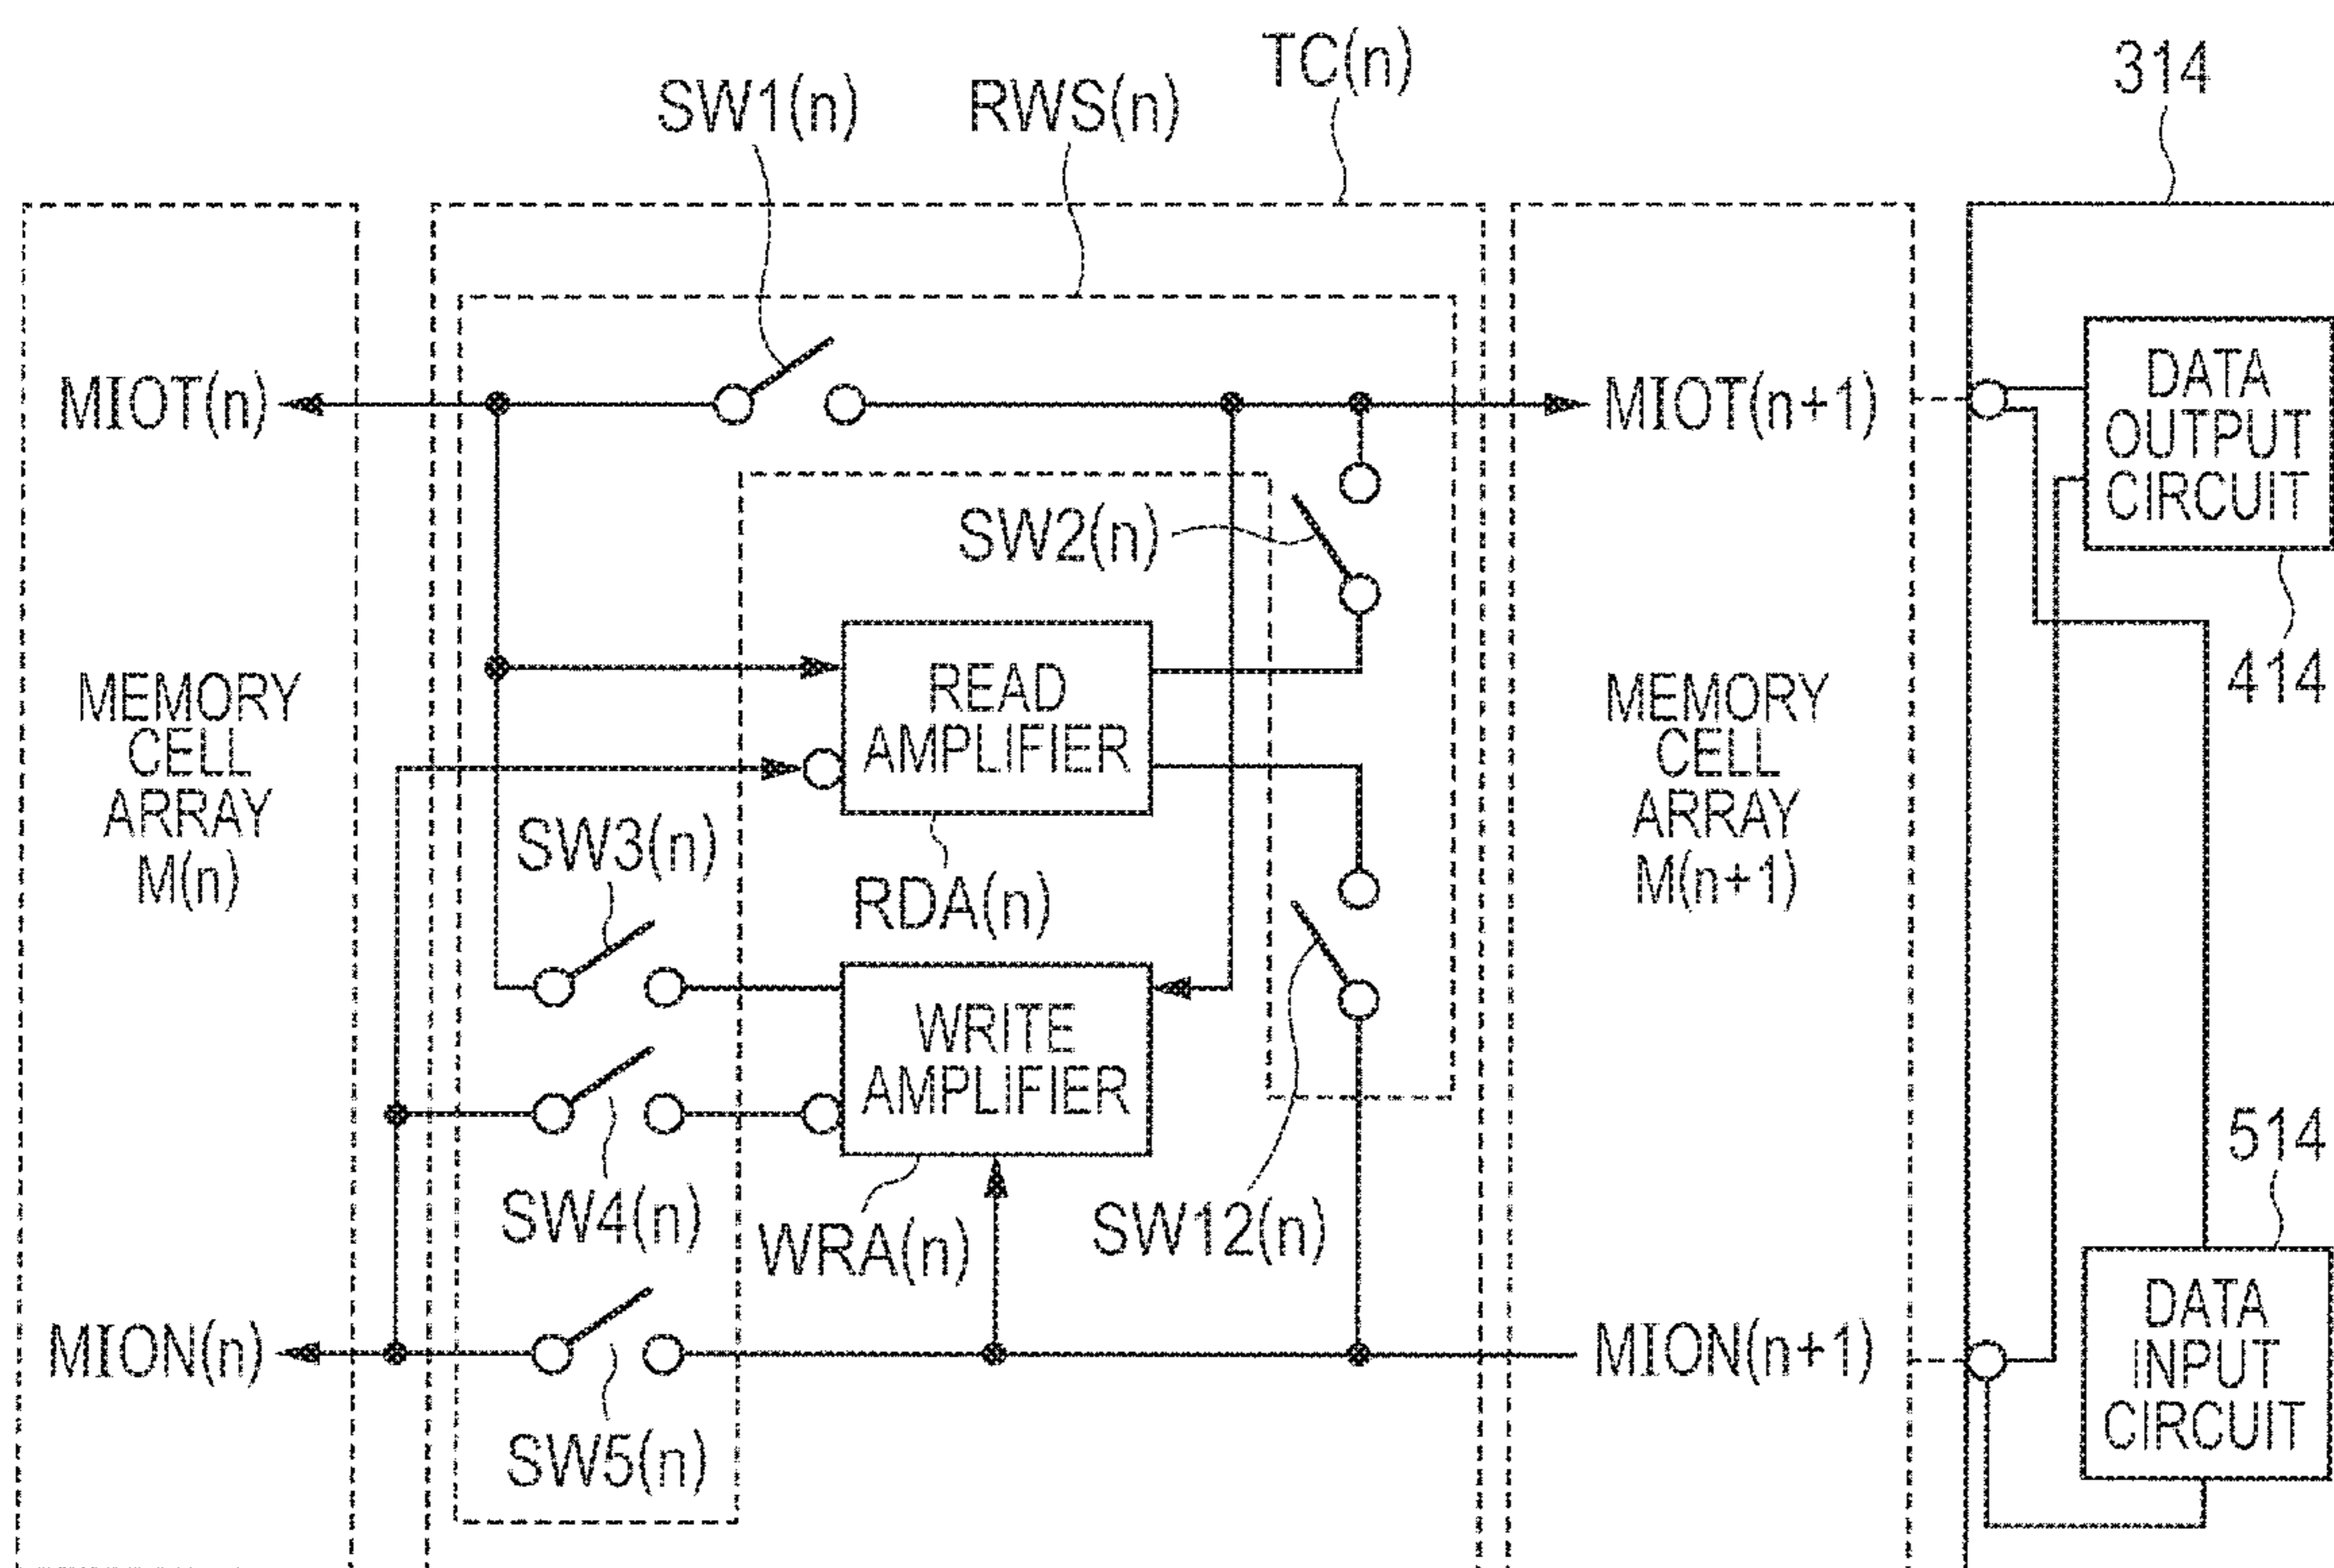 TC(n)
314
SW1(n)
RWS(n)
MIOT(n)
MIOT(n+1)
DATA
OUTPUT
CIRCUIT
SW2(n)
414
MEMORY
CELL
ARRAY
M(n)
READ
AMPLIFIER
MEMORY
CELL
ARRAY
M(n+1)
SW3(n)
RDA(n)
WRITE
AMPLIFIER
514
SW4(n)
WRA(n)
SW12(n)
MION(n)
MION(n+1)
DATA
INPUT
CIRCUIT
SW5(n)